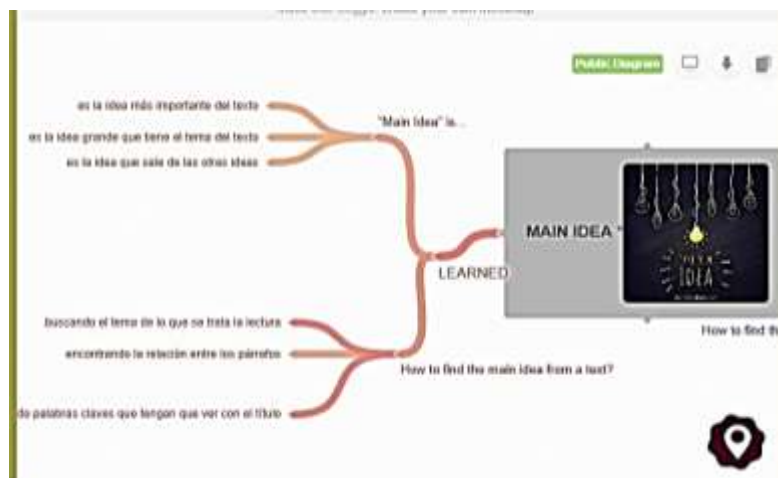 Public Diagram
es la idea más importante del texto
"Main Idea" is...
es la idea grande que tiene el tema del texto
es la idea que sale de las otras ideas
MAIN IDEA
IDEA
LEARNED
buscando el tema de lo que se trata la lectura
How to find th
encontrando la relación entre los párrafos
How to find the main idea from a text?
de palabras claves que tengan que ver con el título